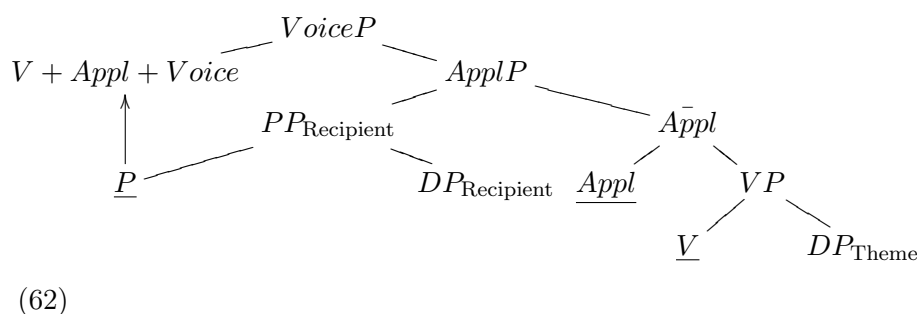 VoiceP
V + Appl + Voice ApplP
PP_Recipient Appl̄
P DP_Recipient Appl VP
V DP_Theme
(62)